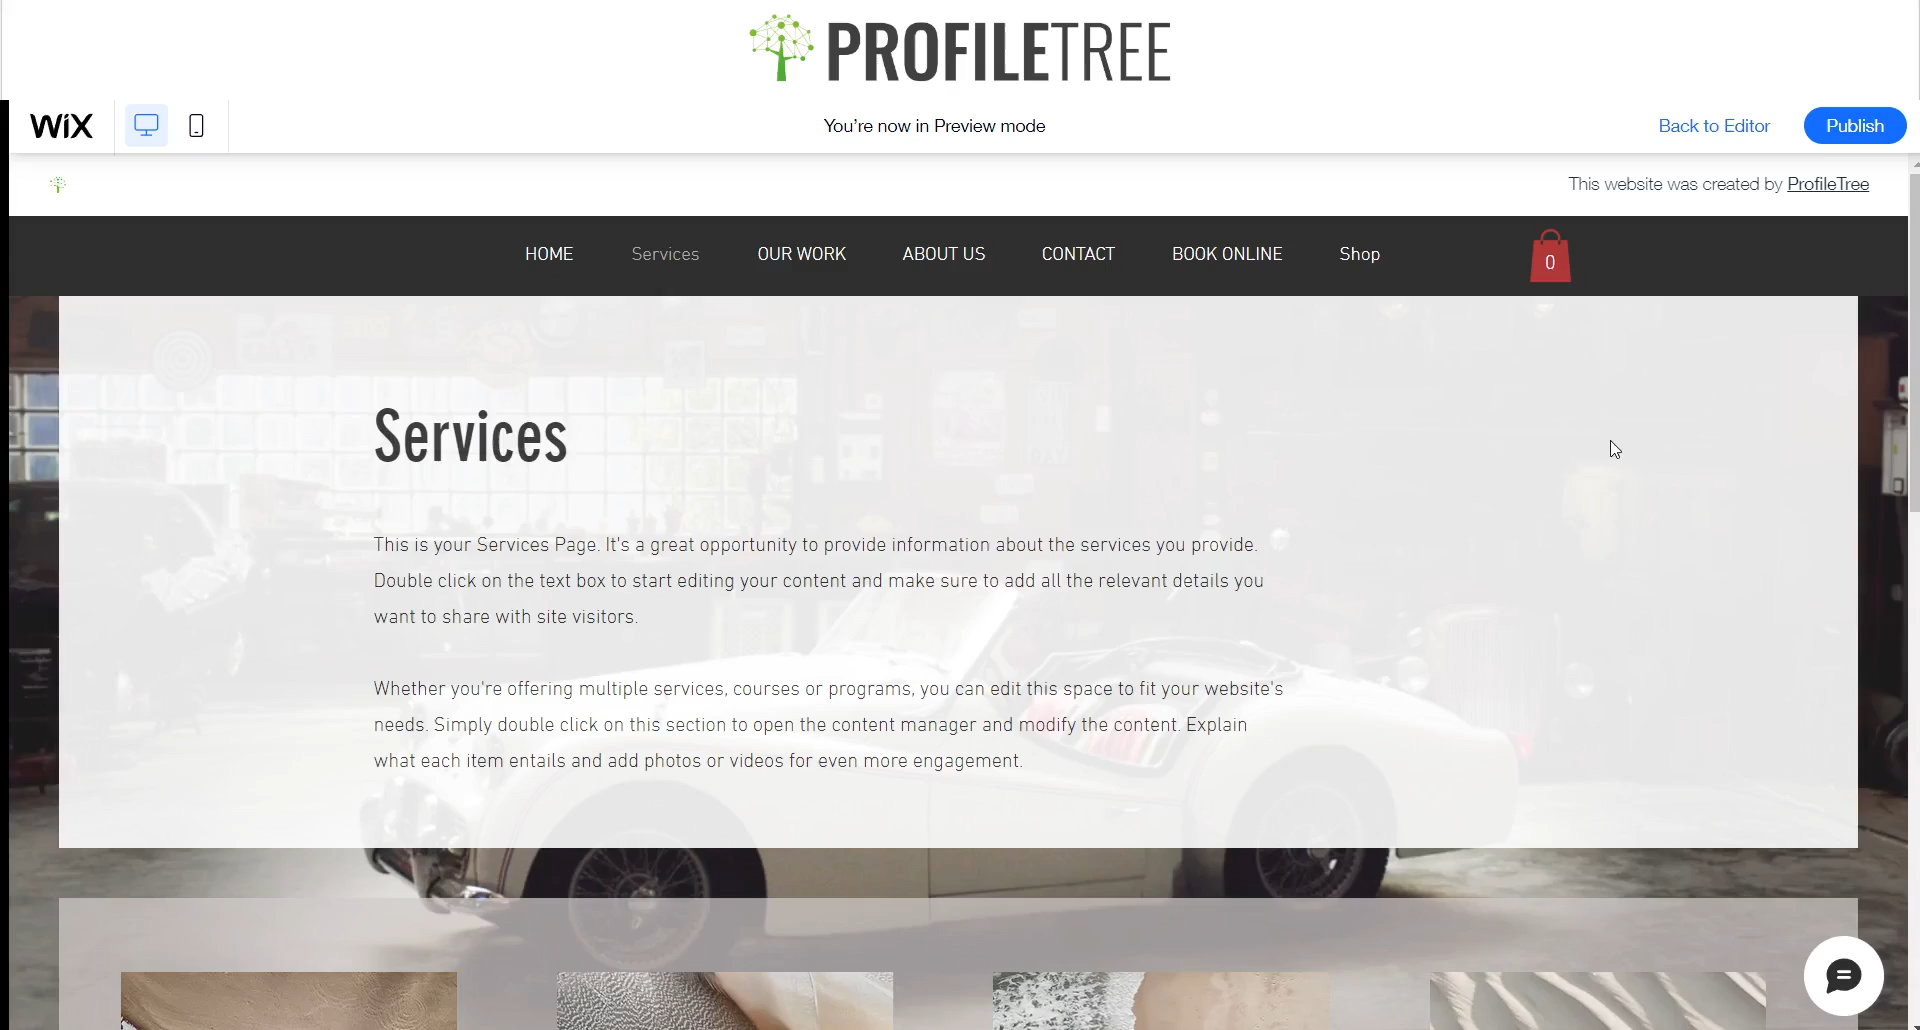 PROFILETREE
WiX
You're now in Preview mode
Back to Editor
Publish
This website was created by ProfileTree
HOME
Services
OUR WORK
ABOUT US
CONTACT
BOOK ONLINE
Shop
0
Services
This is your Services Page. It's a great opportunity to provide information about the services you provide.
Double click on the text box to start editing your content and make sure to add all the relevant details you
want to share with site visitors.
Whether you're offering multiple services, courses or programs, you can edit this space to fit your website's
needs. Simply double click on this section to open the content manager and modify the content. Explain
what each item entails and add photos or videos for even more engagement.